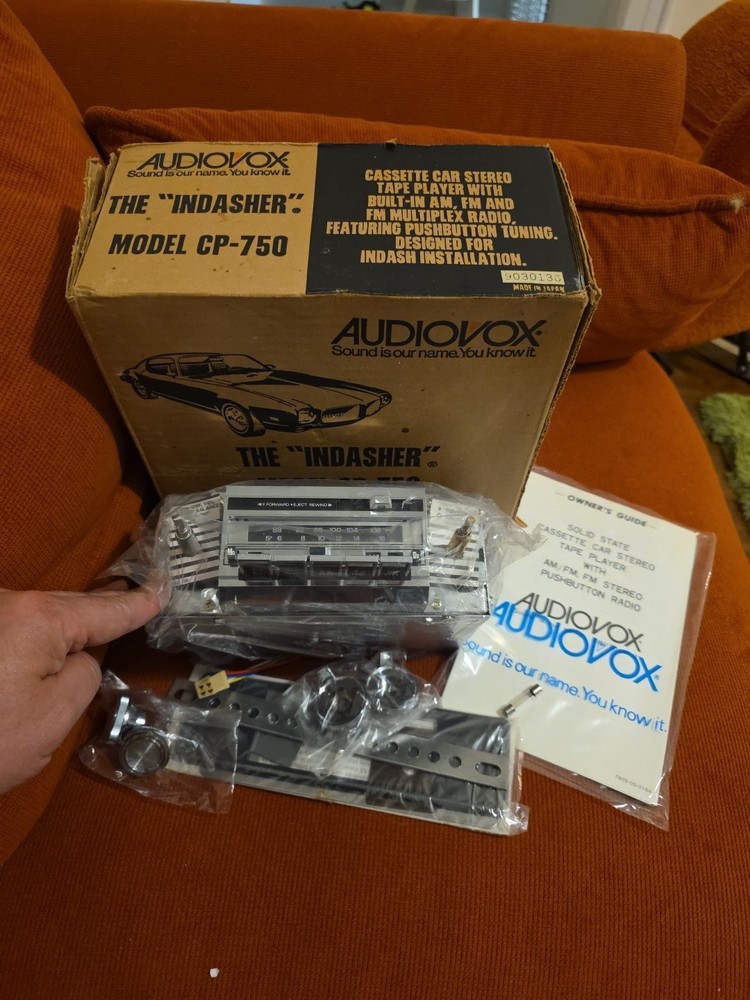 AUDIOVOX
Sound is our name. You know it.
THE "INDASHER".
MODEL CP-750
CASSETTE CAR STEREO
TAPE PLAYER WITH
BUILT-IN AM, FM AND
FM MULTIPLEX RADIO,
FEATURING PUSHBUTTON TUNING.
DESIGNED FOR
INDASH INSTALLATION.
MADE IN JAPAN
AUDIOVOX
Sound is our name. You know it.
THE "INDASHER"®
F. FORWARD • EJECT REWIND
88 100 104
OWNER'S GUIDE
SOLID STATE
CASSETTE CAR STEREO
TAPE PLAYER
WITH
AM/FM, FM STEREO
PUSHBUTTON RADIO
AUDIOVOX
AUDIOVOX
Sound is our name. You know it.